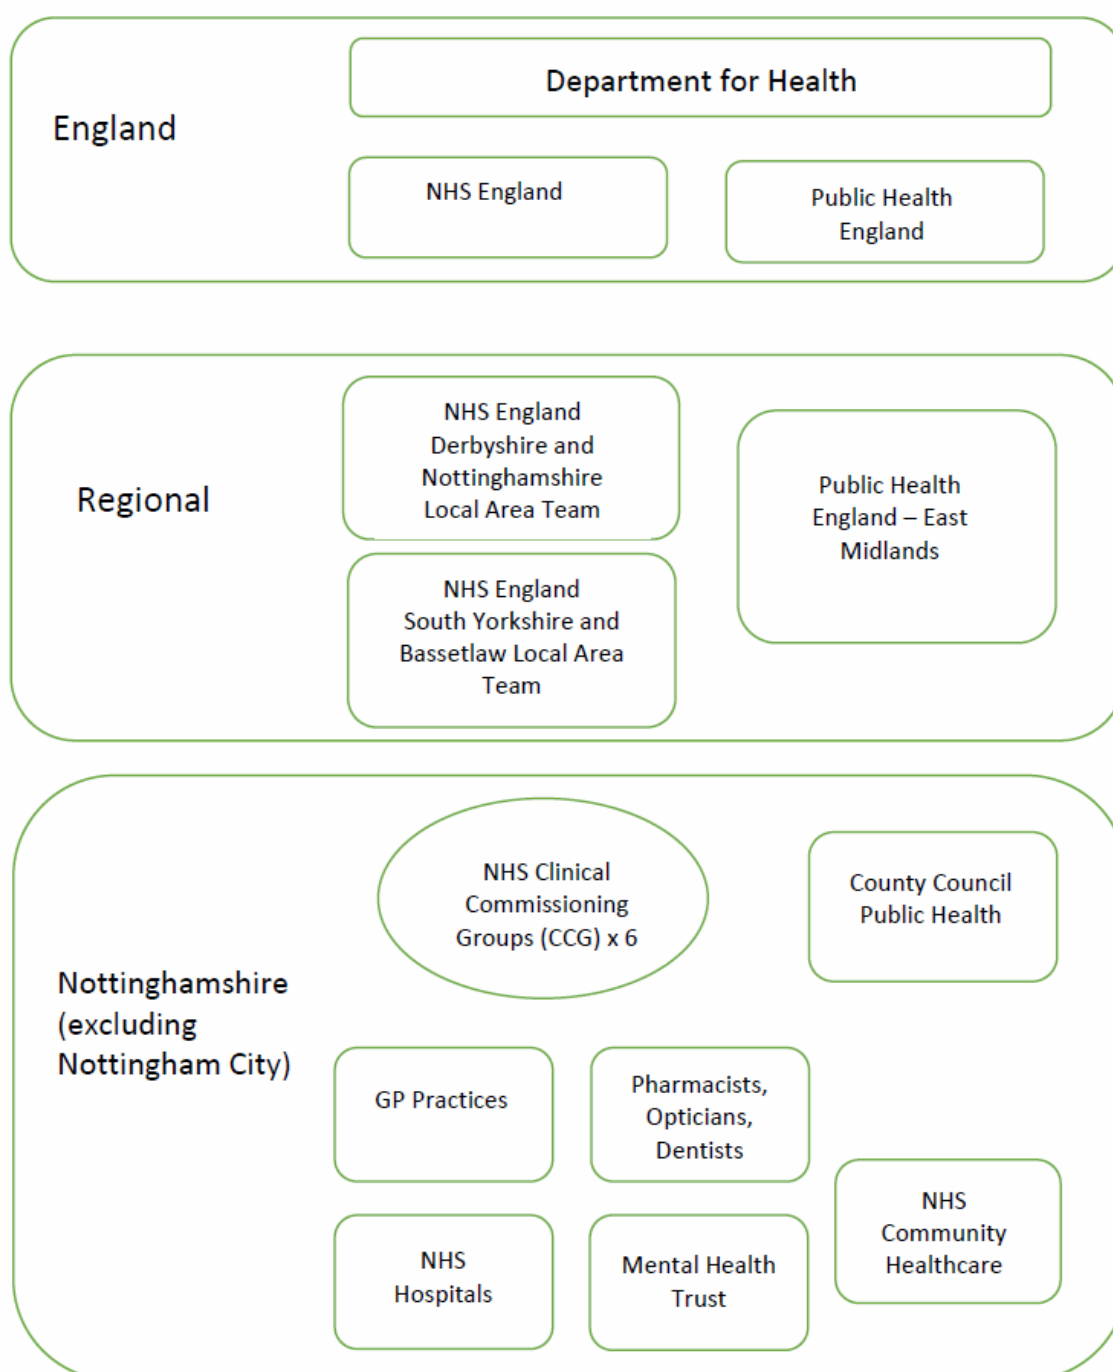 England
Department for Health
NHS England
Public Health
England
Regional
NHS England
Derbyshire and
Nottinghamshire
Local Area Team
NHS England
South Yorkshire and
Bassetlaw Local Area
Team
Public Health
England – East
Midlands
Nottinghamshire
(excluding
Nottingham City)
NHS Clinical
Commissioning
Groups (CCG) x 6
County Council
Public Health
GP Practices
Pharmacists,
Opticians,
Dentists
NHS
Hospitals
Mental Health
Trust
NHS
Community
Healthcare